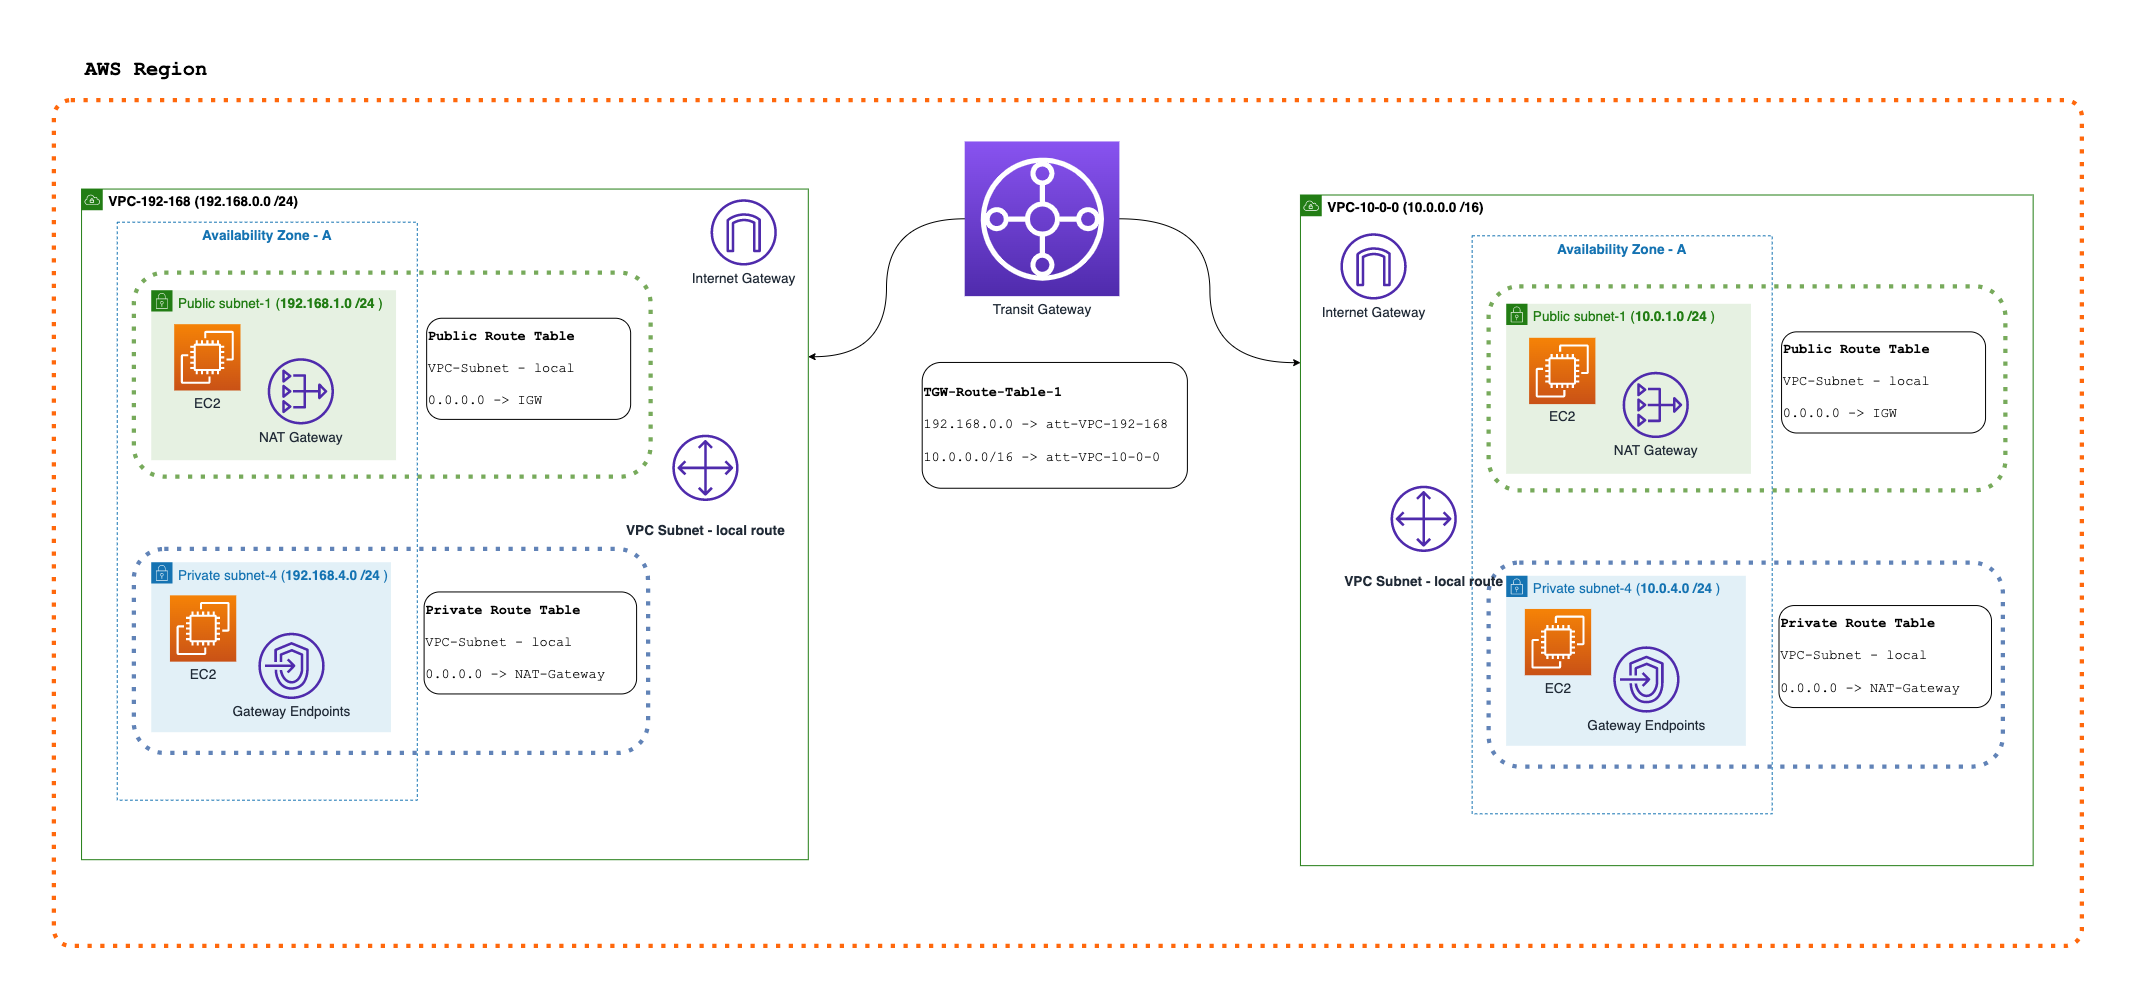 AWS Region
VPC-192-168 (192.168.0.0 /24)
Availability Zone - A
Internet Gateway
Public subnet-1 (192.168.1.0 /24 )
EC2
NAT Gateway
Public Route Table
VPC-Subnet - local
0.0.0.0 -> IGW
VPC Subnet - local route
Private subnet-4 (192.168.4.0 /24 )
EC2
Gateway Endpoints
Private Route Table
VPC-Subnet - local
0.0.0.0 -> NAT-Gateway
Transit Gateway
TGW-Route-Table-1
192.168.0.0 -> att-VPC-192-168
10.0.0.0/16 -> att-VPC-10-0-0
VPC-10-0-0 (10.0.0.0 /16)
Internet Gateway
Availability Zone - A
Public subnet-1 (10.0.1.0 /24 )
EC2
NAT Gateway
Public Route Table
VPC-Subnet - local
0.0.0.0 -> IGW
VPC Subnet - local route
Private subnet-4 (10.0.4.0 /24 )
EC2
Gateway Endpoints
Private Route Table
VPC-Subnet - local
0.0.0.0 -> NAT-Gateway